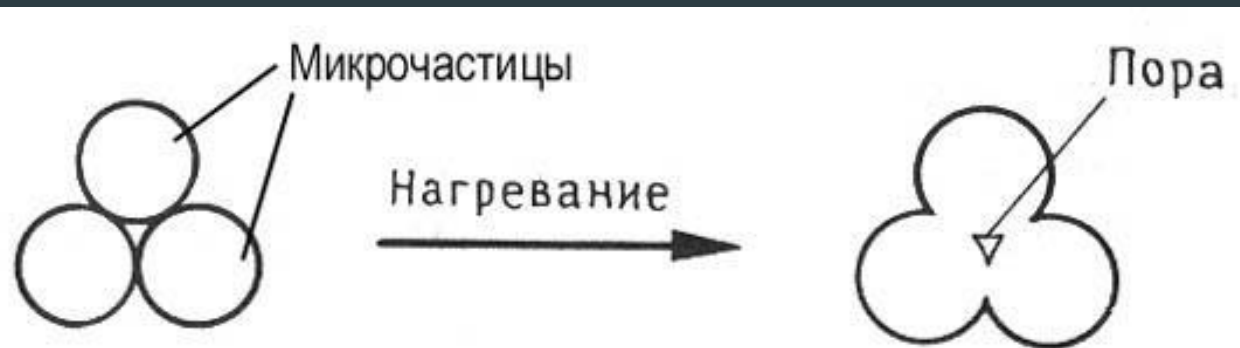 Микрочастицы
Пора
Нагревание